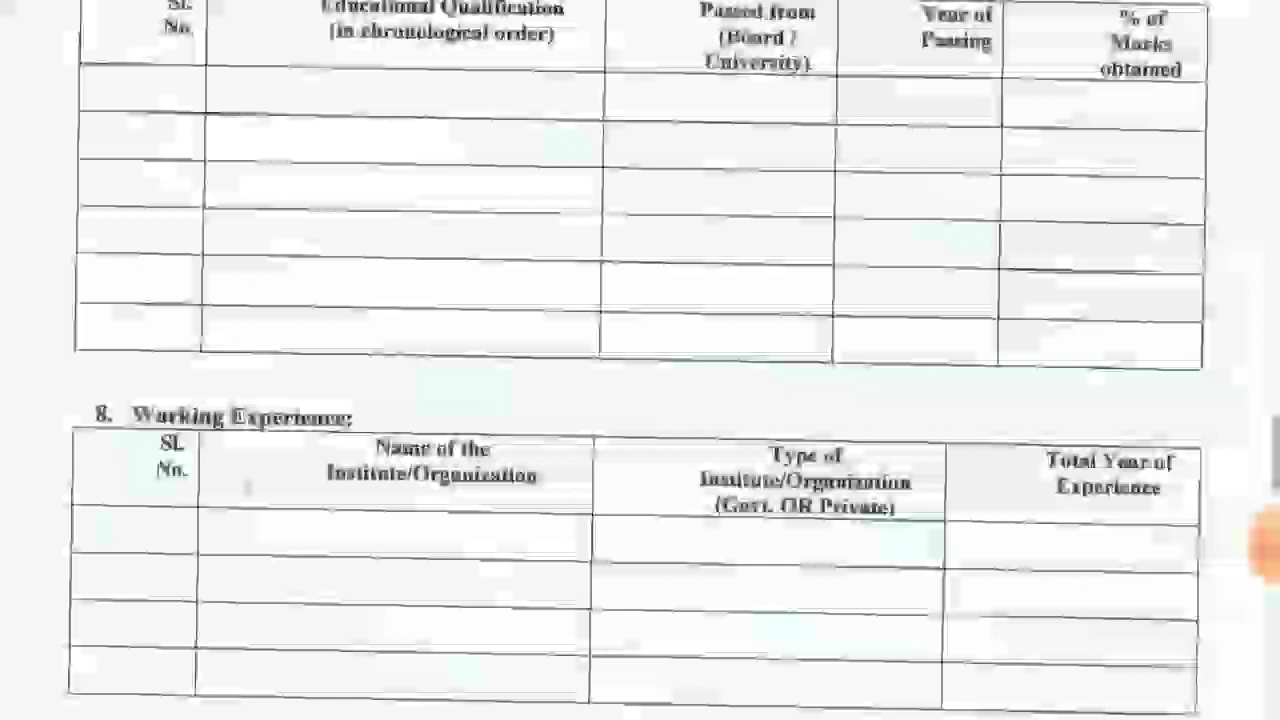 SL
No.
Educational Qualification
(in chronological order)
Passed from
(Board /
University)
Year of
Passing
% of
Marks
obtained
8. Working Experience:
SL
No.
Name of the
Institute/Organization
Type of
Institute/Organization
(Govt. OR Private)
Total Year of
Experience